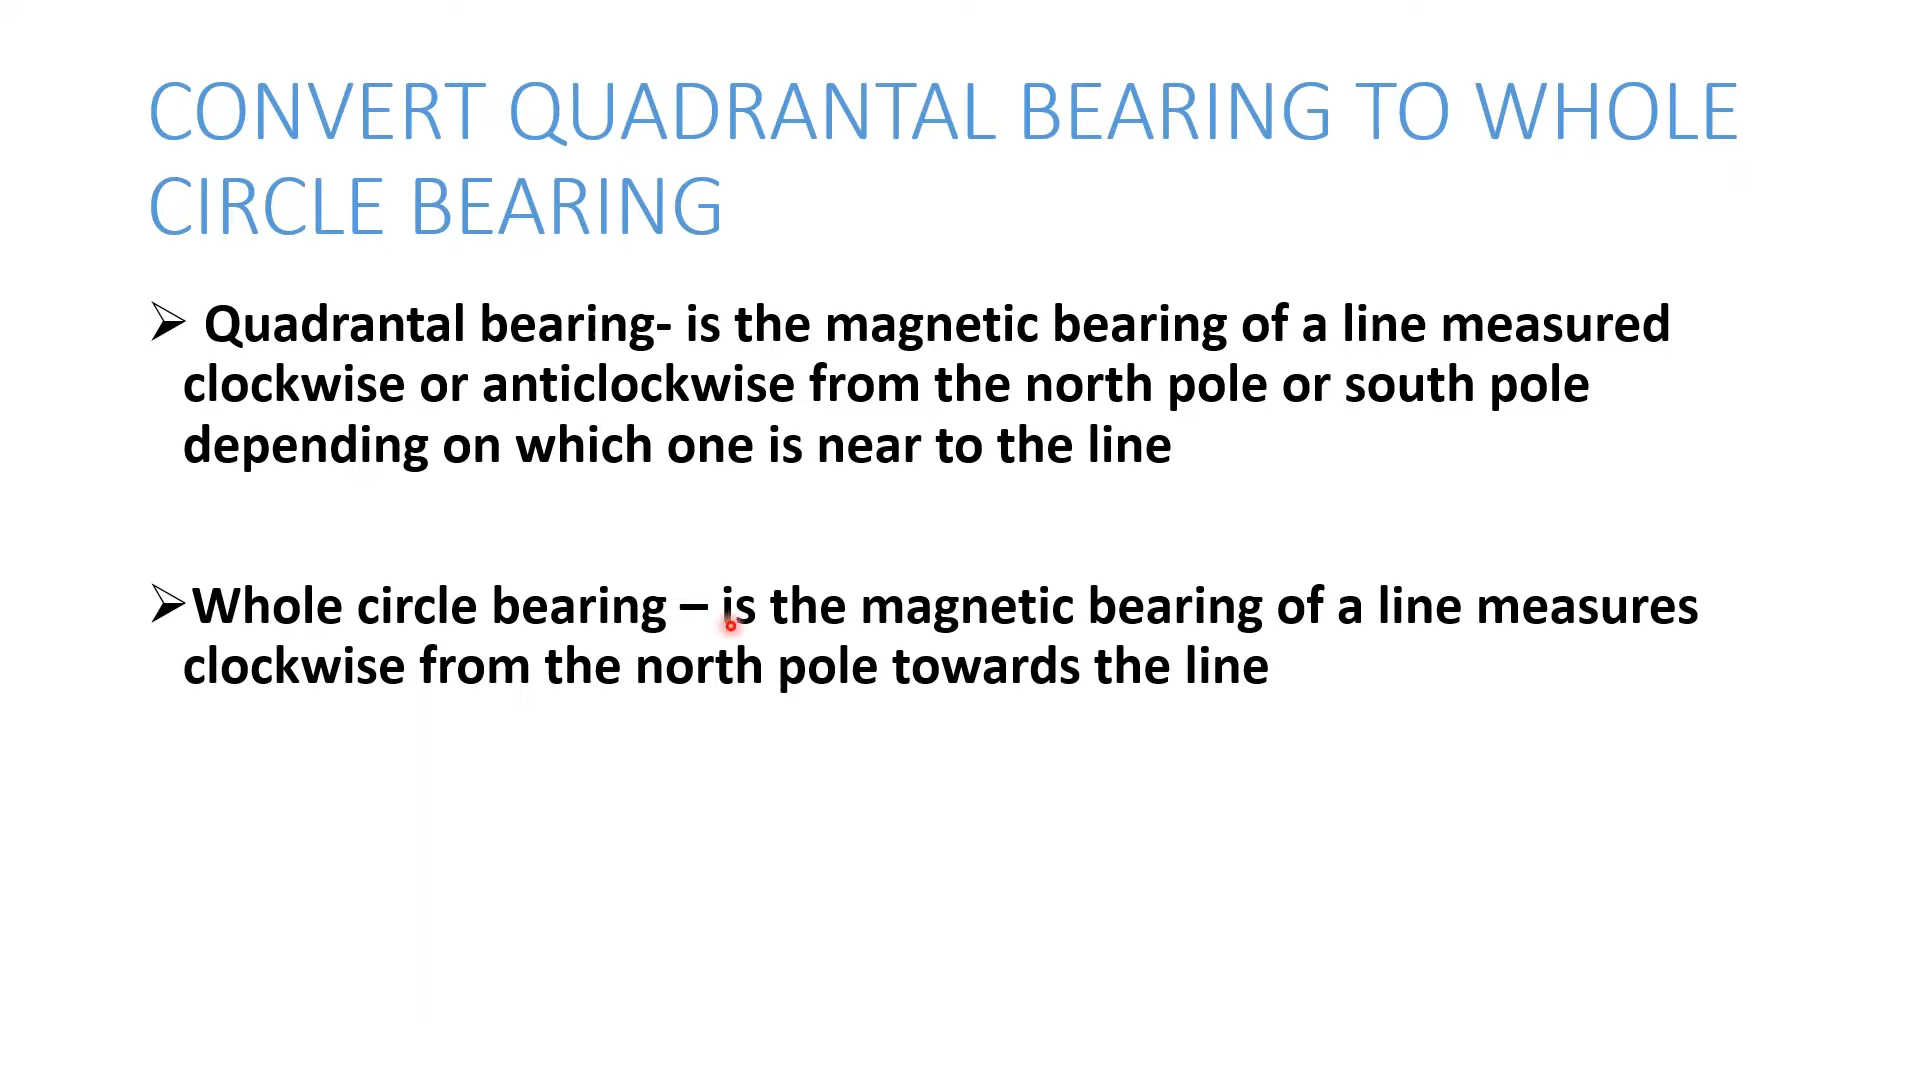 CONVERT QUADRANTAL BEARING TO WHOLE
CIRCLE BEARING
➢ Quadrantal bearing- is the magnetic bearing of a line measured
clockwise or anticlockwise from the north pole or south pole
depending on which one is near to the line
➢Whole circle bearing – is the magnetic bearing of a line measures
clockwise from the north pole towards the line